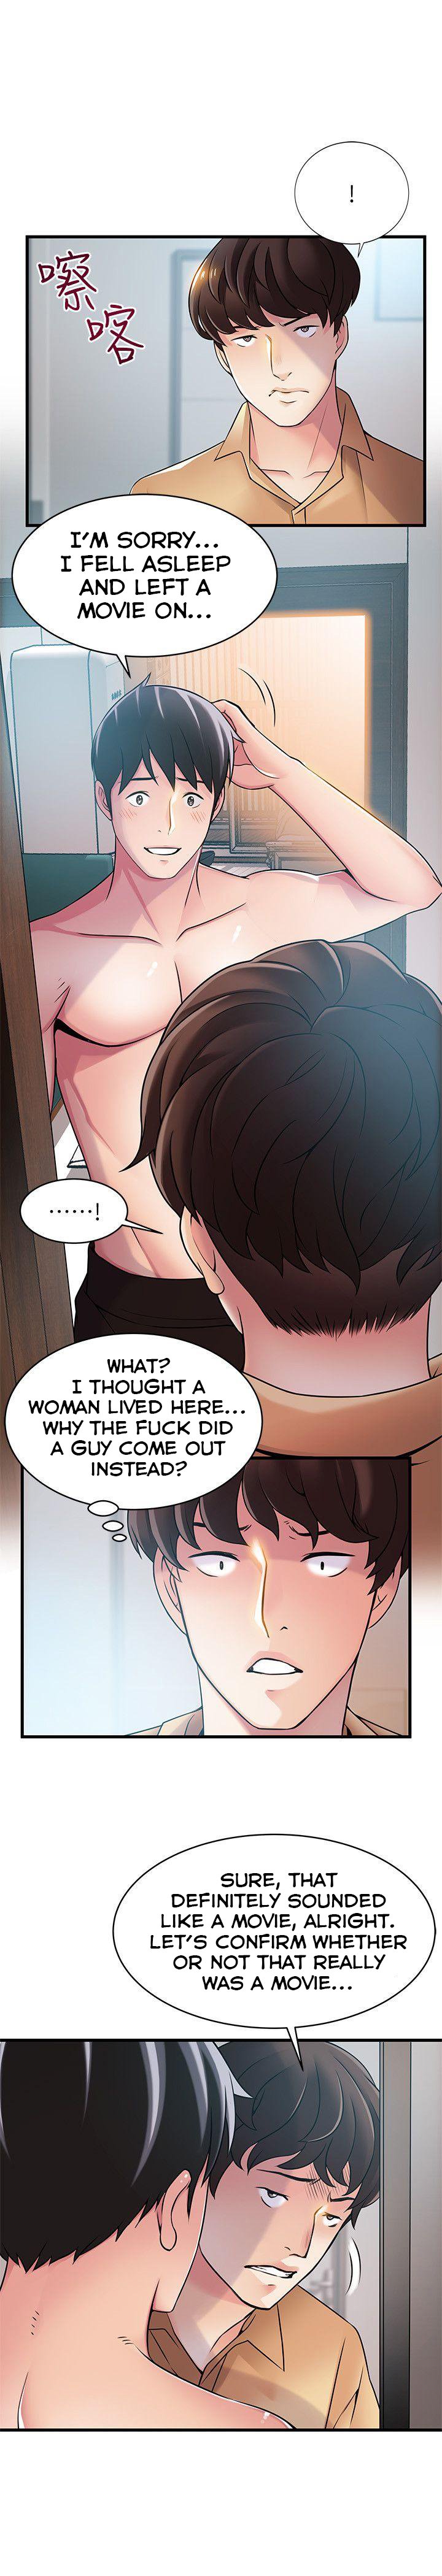 !
嚓
喀
I'M SORRY...
I FELL ASLEEP
AND LEFT A
MOVIE ON...
......!
WHAT?
I THOUGHT A
WOMAN LIVED HERE...
WHY THE FUCK DID
A GUY COME OUT
INSTEAD?
SURE, THAT
DEFINITELY SOUNDED
LIKE A MOVIE, ALRIGHT.
LET'S CONFIRM WHETHER
OR NOT THAT REALLY
WAS A MOVIE...